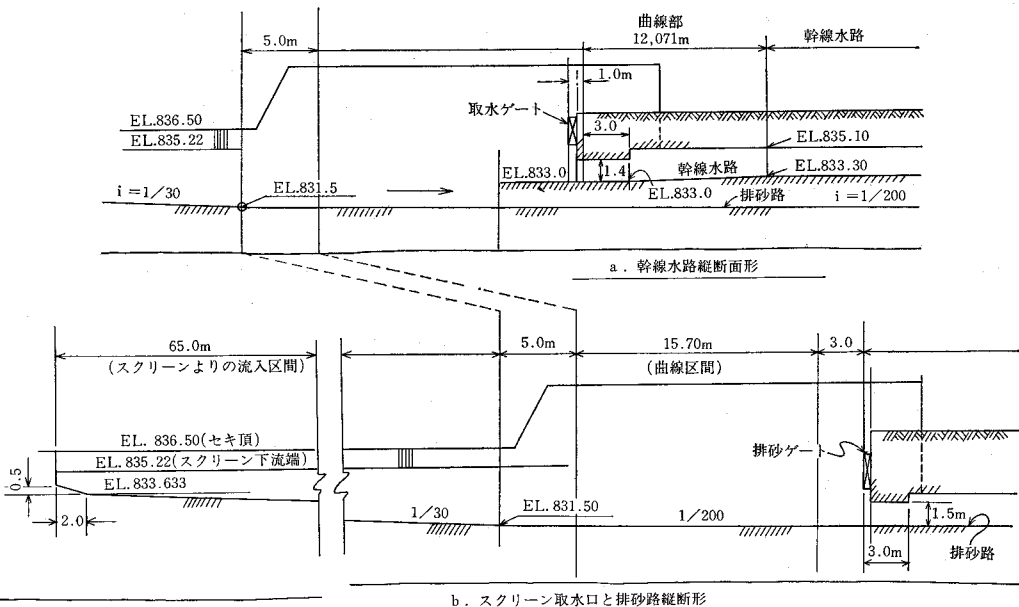 曲線部
5.0m
12,071m
幹線水路
1.0m
取水ゲート
3.0
EL.836.50
EL.835.22
EL.835.10
EL.833.0
1.4
幹線水路
EL.833.30
i=1/30
EL.831.5
EL.833.0
排砂路
i=1/200
a．幹線水路縦断面形
65.0m
5.0m
15.70m
3.0
(スクリーンよりの流入区間)
(曲線区間)
EL. 836.50(セキ頂)
排砂ゲート
EL.835.22(スクリーン下流端)
0.5
EL.833.633
2.0
1/30
EL.831.50
1/200
1.5m
3.0m
排砂路
b．スクリーン取水口と排砂路縦断形